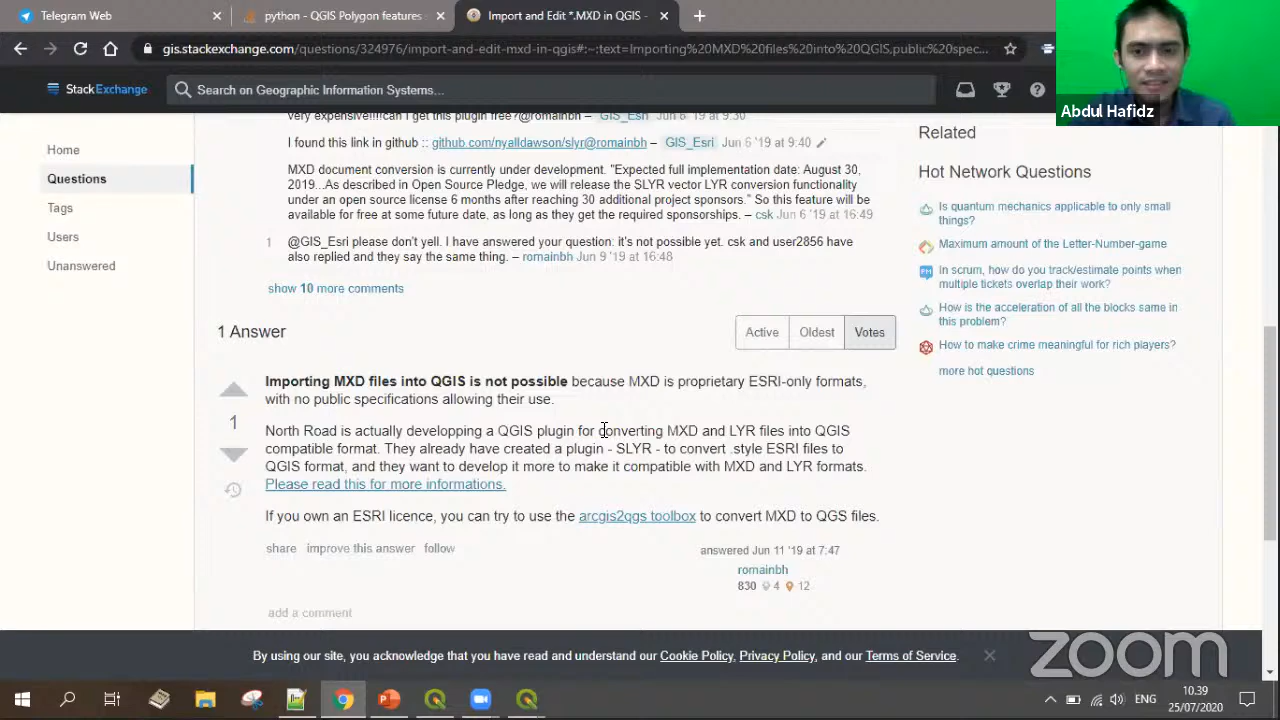 Telegram Web
python - QGIS Polygon features
Import and Edit *.MXD in QGIS -
gis.stackexchange.com/questions/324976/import-and-edit-mxd-in-qgis#:~:text=Importing%20MXD%20files%20into%20QGIS,public%20spec...
Abdul Hafidz
StackExchange
Search on Geographic Information Systems...
Home
Questions
Tags
Users
Unanswered
very expensive!!!!can I get this plugin free?@romainbh – GIS_Esri Jun 6 '19 at 9:30
I found this link in github :: github.com/nyalldawson/slyr@romainbh – GIS_Esri Jun 6 '19 at 9:40
MXD document conversion is currently under development. "Expected full implementation date: August 30,
2019...As described in Open Source Pledge, we will release the SLYR vector LYR conversion functionality
under an open source license 6 months after reaching 30 additional project sponsors." So this feature will be
available for free at some future date, as long as they get the required sponsorships. – csk Jun 6 '19 at 16:49
1 @GIS_Esri please don't yell. I have answered your question: it's not possible yet. csk and user2856 have
also replied and they say the same thing. – romainbh Jun 9 '19 at 16:48
show 10 more comments
1 Answer
Active Oldest Votes
Importing MXD files into QGIS is not possible because MXD is proprietary ESRI-only formats,
with no public specifications allowing their use.
1
North Road is actually developping a QGIS plugin for converting MXD and LYR files into QGIS
compatible format. They already have created a plugin - SLYR - to convert .style ESRI files to
QGIS format, and they want to develop it more to make it compatible with MXD and LYR formats.
Please read this for more informations.
If you own an ESRI licence, you can try to use the arcgis2qgs toolbox to convert MXD to QGS files.
share improve this answer follow
answered Jun 11 '19 at 7:47
romainbh
830 4 12
add a comment
Related
Hot Network Questions
Is quantum mechanics applicable to only small
things?
Maximum amount of the Letter-Number-game
In scrum, how do you track/estimate points when
multiple tickets overlap their work?
How is the acceleration of all the blocks same in
this problem?
How to make crime meaningful for rich players?
more hot questions
By using our site, you acknowledge that you have read and understand our Cookie Policy, Privacy Policy, and our Terms of Service.
zoom
ENG
10.39
25/07/2020